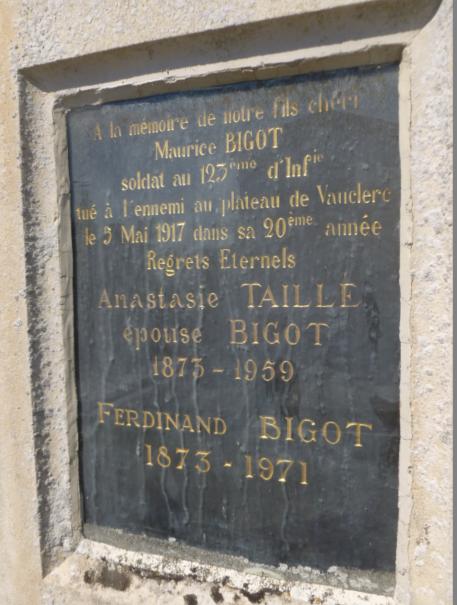 A la mémoire de notre fils chéri
Maurice BIGOT
soldat au 123ème d'Infie
tué à l'ennemi au plateau de Vauclerc
le 5 Mai 1917 dans sa 20ème année
Regrets Eternels
Anastasie TAILLÉ
épouse BIGOT
1873 - 1959
FERDINAND BIGOT
1873 - 1971